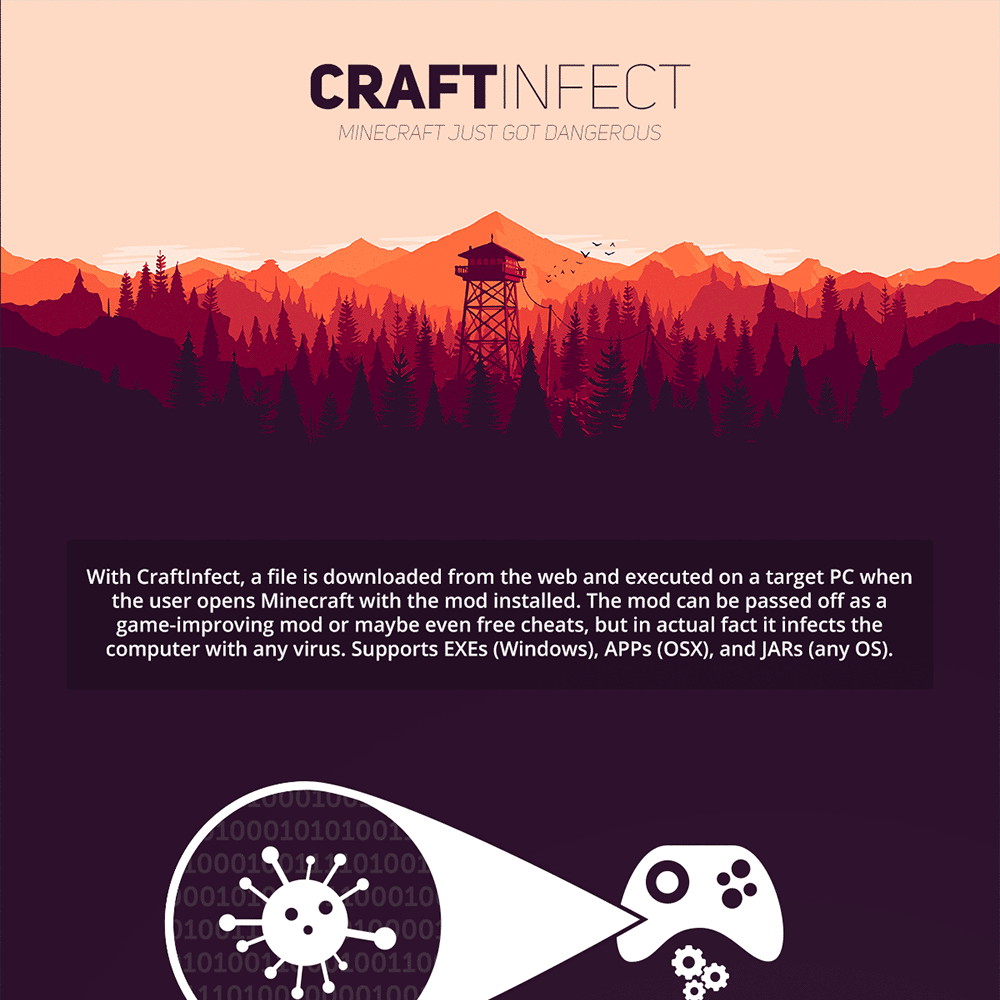 CRAFTINFECT
MINECRAFT JUST GOT DANGEROUS
With CraftInfect, a file is downloaded from the web and executed on a target PC when
the user opens Minecraft with the mod installed. The mod can be passed off as a
game-improving mod or maybe even free cheats, but in actual fact it infects the
computer with any virus. Supports EXEs (Windows), APPs (OSX), and JARs (any OS).